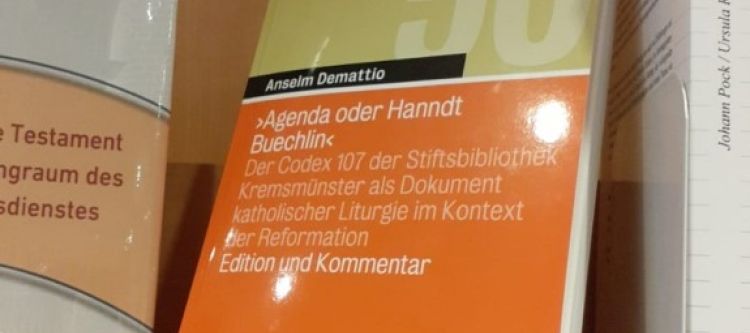 Testament
des
sdienstes
50
Anselm Demattio
›Agenda oder Hanndt
Buechlin‹
Der Codex 107 der Stiftsbibliothek
Kremsmünster als Dokument
katholischer Liturgie im Kontext
der Reformation
Edition und Kommentar
Johann Pock / Ursula